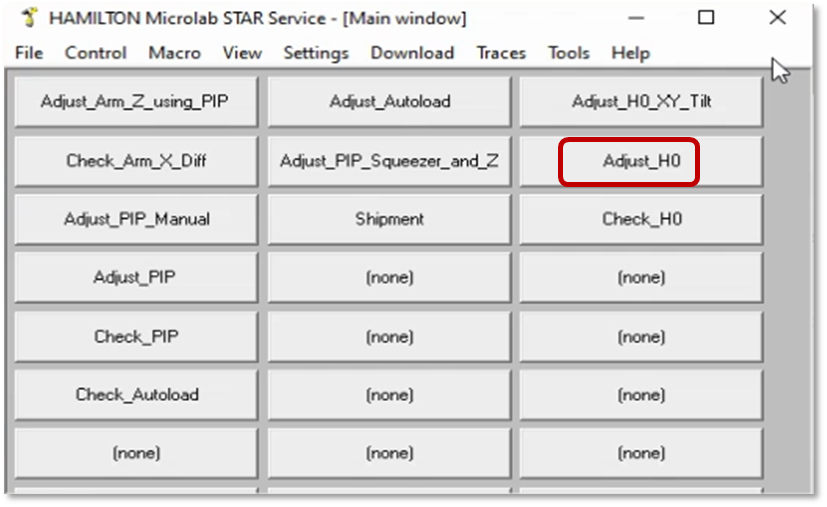 HAMILTON Microlab STAR Service - [Main window]
File Control Macro View Settings Download Traces Tools Help
Adjust_Arm_Z_using_PIP Adjust_Autoload Adjust_H0_XY_Tilt
Check_Arm_X_Diff Adjust_PIP_Squeezer_and_Z Adjust_H0
Adjust_PIP_Manual Shipment Check_H0
Adjust_PIP (none) (none)
Check_PIP (none) (none)
Check_Autoload (none) (none)
(none) (none) (none)